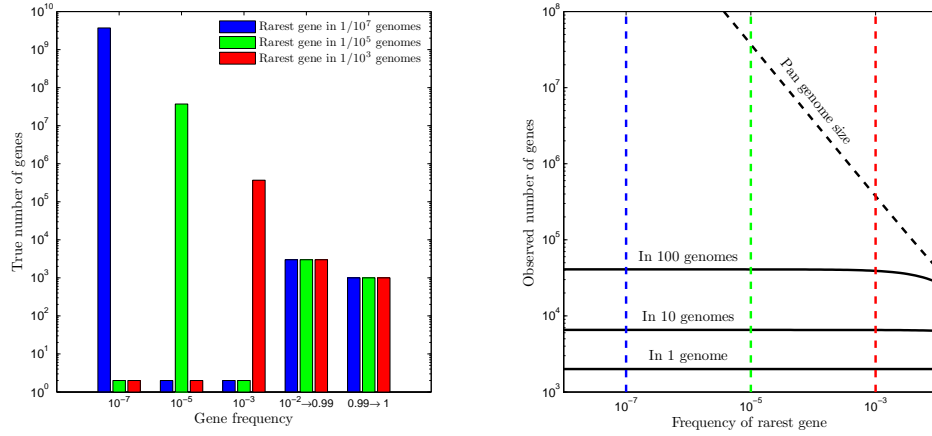 10^10
10^9
10^8
10^7
10^6
10^5
10^4
10^3
10^2
10^1
10^0
True number of genes
Rarest gene in 1/10^7 genomes
Rarest gene in 1/10^5 genomes
Rarest gene in 1/10^3 genomes
10^-7
10^-5
10^-3
10^-2→0.99
0.99→ 1
Gene frequency
10^8
10^7
10^6
10^5
10^4
10^3
Observed number of genes
Pan genome size
In 100 genomes
In 10 genomes
In 1 genome
10^-7
10^-5
10^-3
Frequency of rarest gene